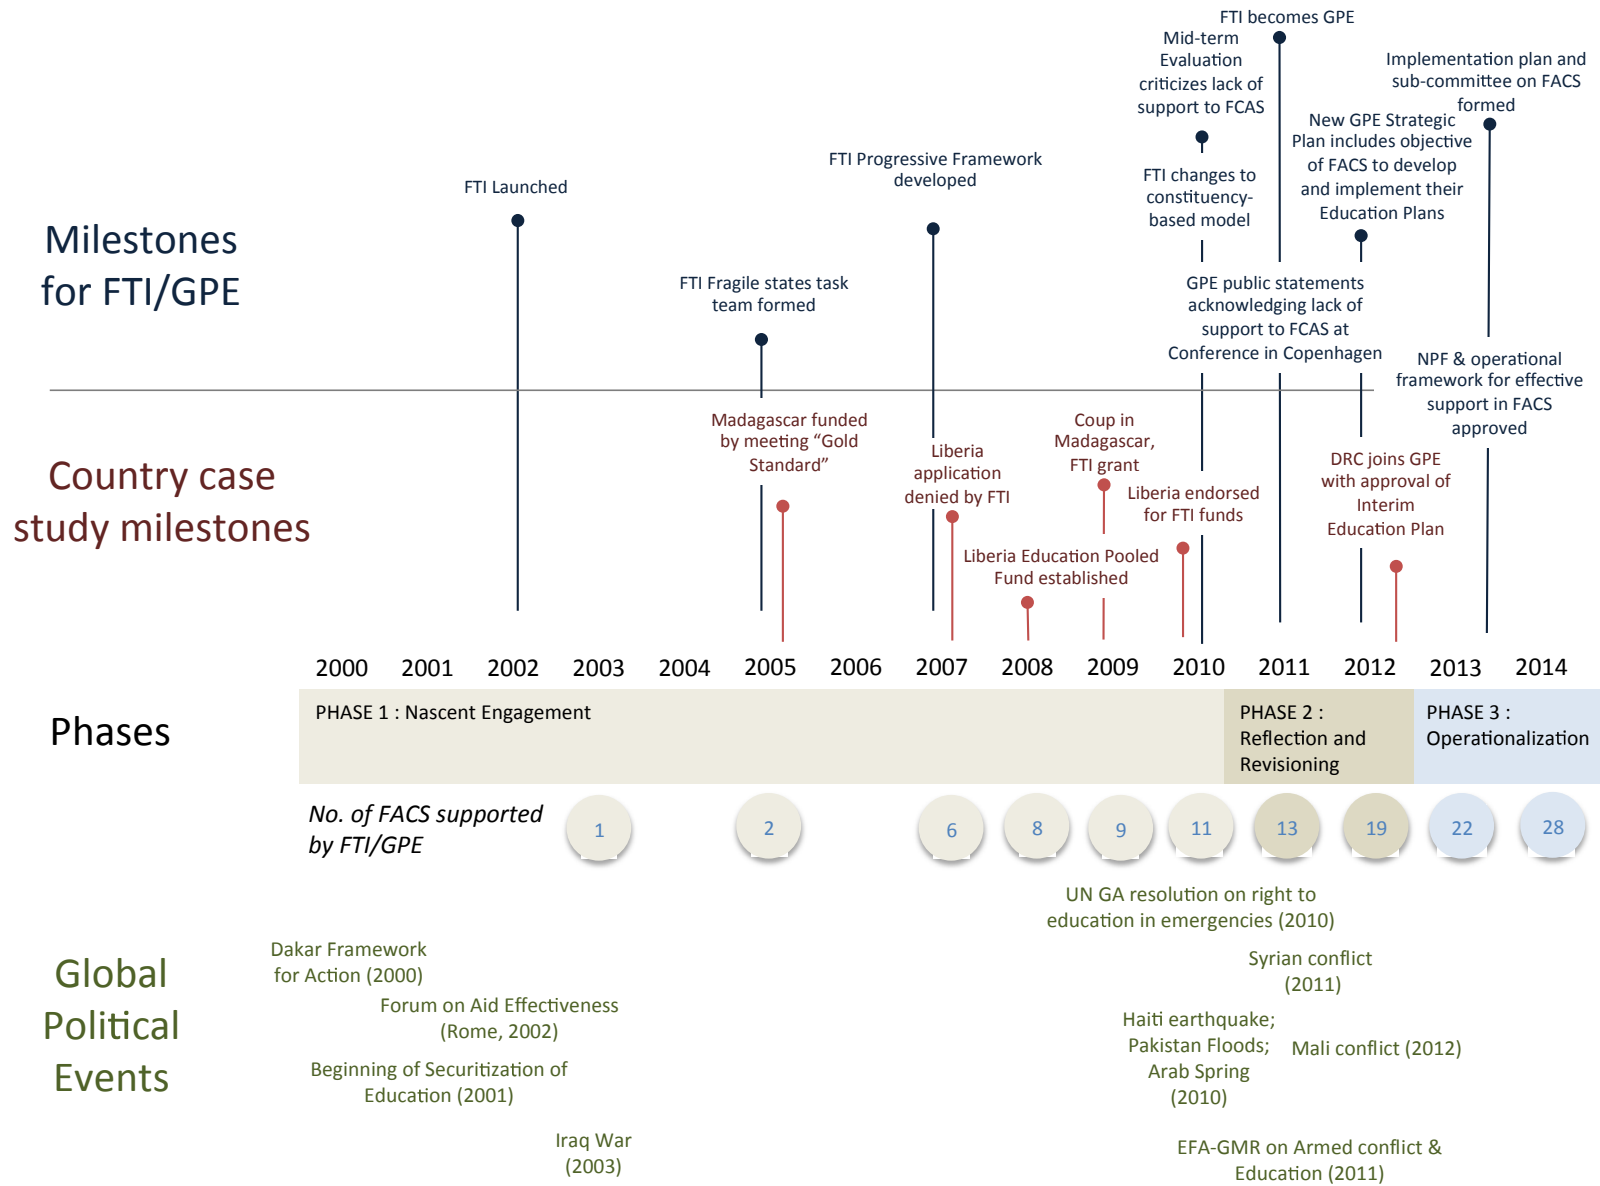 Milestones
for FTI/GPE
FTI Launched
FTI Fragile states task
team formed
FTI Progressive Framework
developed
Mid-term
Evaluation
criticizes lack of
support to FCAS
FTI changes to
constituency-
based model
FTI becomes GPE
GPE public statements
acknowledging lack of
support to FCAS at
Conference in Copenhagen
New GPE Strategic
Plan includes objective
of FACS to develop
and implement their
Education Plans
Implementation plan and
sub-committee on FACS
formed
NPF & operational
framework for effective
support in FACS
approved
Country case
study milestones
Madagascar funded
by meeting “Gold
Standard”
Liberia
application
denied by FTI
Liberia Education Pooled
Fund established
Coup in
Madagascar,
FTI grant
Liberia endorsed
for FTI funds
DRC joins GPE
with approval of
Interim
Education Plan
2000 2001 2002 2003 2004 2005 2006 2007 2008 2009 2010 2011 2012 2013 2014
Phases
PHASE 1 : Nascent Engagement
PHASE 2 :
Reflection and
Revisioning
PHASE 3 :
Operationalization
No. of FACS supported
by FTI/GPE
1 2 6 8 9 11 13 19 22 28
Global
Political
Events
Dakar Framework
for Action (2000)
Forum on Aid Effectiveness
(Rome, 2002)
Beginning of Securitization of
Education (2001)
Iraq War
(2003)
UN GA resolution on right to
education in emergencies (2010)
Syrian conflict
(2011)
Haiti earthquake;
Pakistan Floods;
Arab Spring
(2010)
Mali conflict (2012)
EFA-GMR on Armed conflict &
Education (2011)